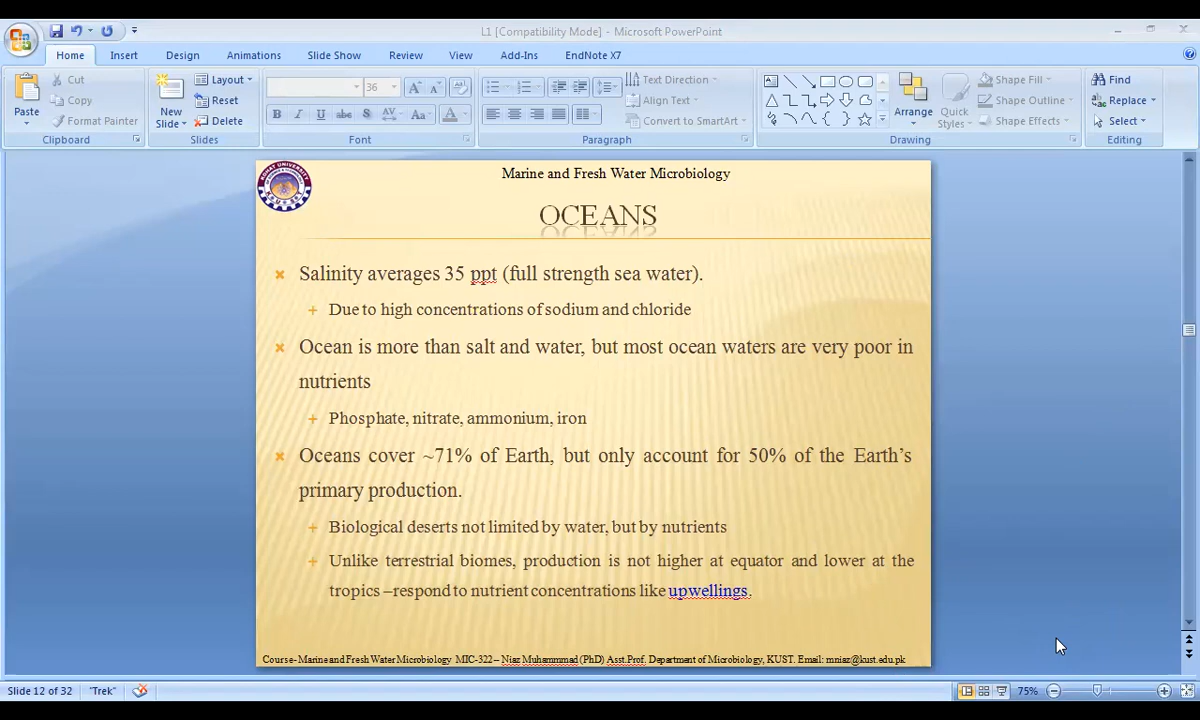 L1 [Compatibility Mode] - Microsoft PowerPoint
Home Insert Design Animations Slide Show Review View Add-Ins EndNote X7
Paste
Cut
Copy
Format Painter
Clipboard
New Slide
Layout
Reset
Delete
Slides
36
B I U abe S AV Aa A
Font
Text Direction
Align Text
Convert to SmartArt
Paragraph
Arrange
Quick Styles
Shape Fill
Shape Outline
Shape Effects
Drawing
Find
Replace
Select
Editing
Marine and Fresh Water Microbiology
OCEANS
Salinity averages 35 ppt (full strength sea water).
Due to high concentrations of sodium and chloride
Ocean is more than salt and water, but most ocean waters are very poor in
nutrients
Phosphate, nitrate, ammonium, iron
Oceans cover ~71% of Earth, but only account for 50% of the Earth's
primary production.
Biological deserts not limited by water, but by nutrients
Unlike terrestrial biomes, production is not higher at equator and lower at the
tropics –respond to nutrient concentrations like upwellings.
Course- Marine and Fresh Water Microbiology MIC-322 – Niaz Muhammmad (PhD) Asst.Prof. Department of Microbiology, KUST. Email: mniaz@kust.edu.pk
Slide 12 of 32 "Trek" 75%